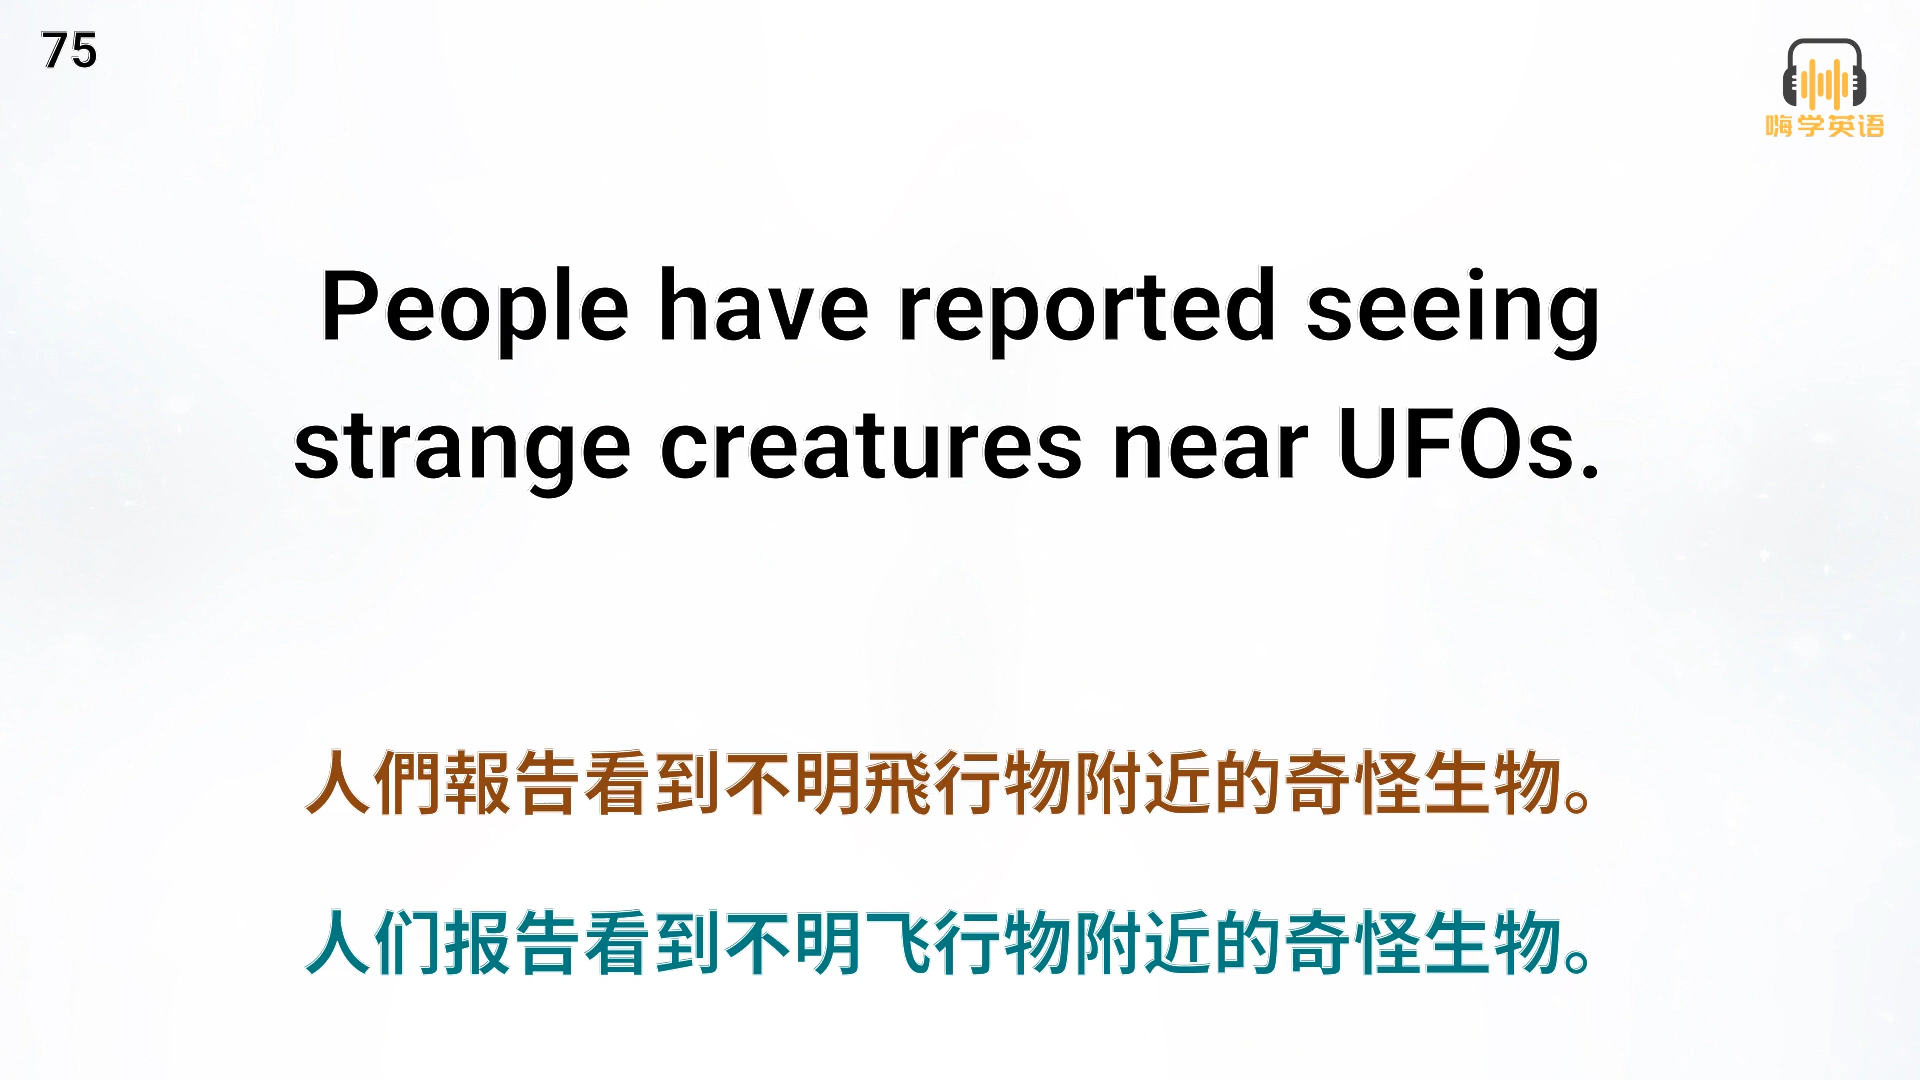 75
嗨学英语
People have reported seeing
strange creatures near UFOs.
人們報告看到不明飛行物附近的奇怪生物。
人们报告看到不明飞行物附近的奇怪生物。